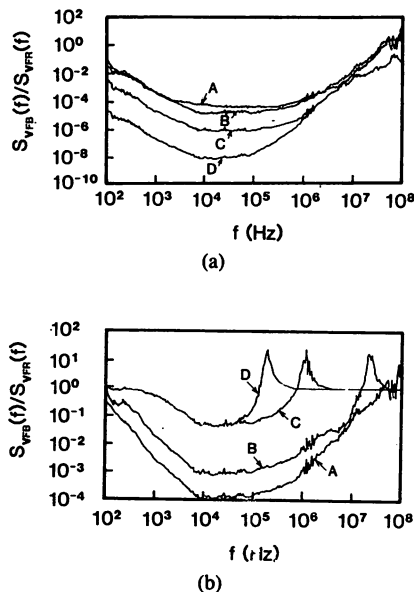 S_VFB(f)/S_VFR(f)
10²
10⁰
10⁻²
10⁻⁴
10⁻⁶
10⁻⁸
10⁻¹⁰
A
B
C
D
10² 10³ 10⁴ 10⁵ 10⁶ 10⁷ 10⁸
f (Hz)
(a)
S_VFB(f)/S_VFR(f)
10²
10¹
10⁰
10⁻¹
10⁻²
10⁻³
10⁻⁴
D
C
B
A
10² 10³ 10⁴ 10⁵ 10⁶ 10⁷ 10⁸
f (Hz)
(b)